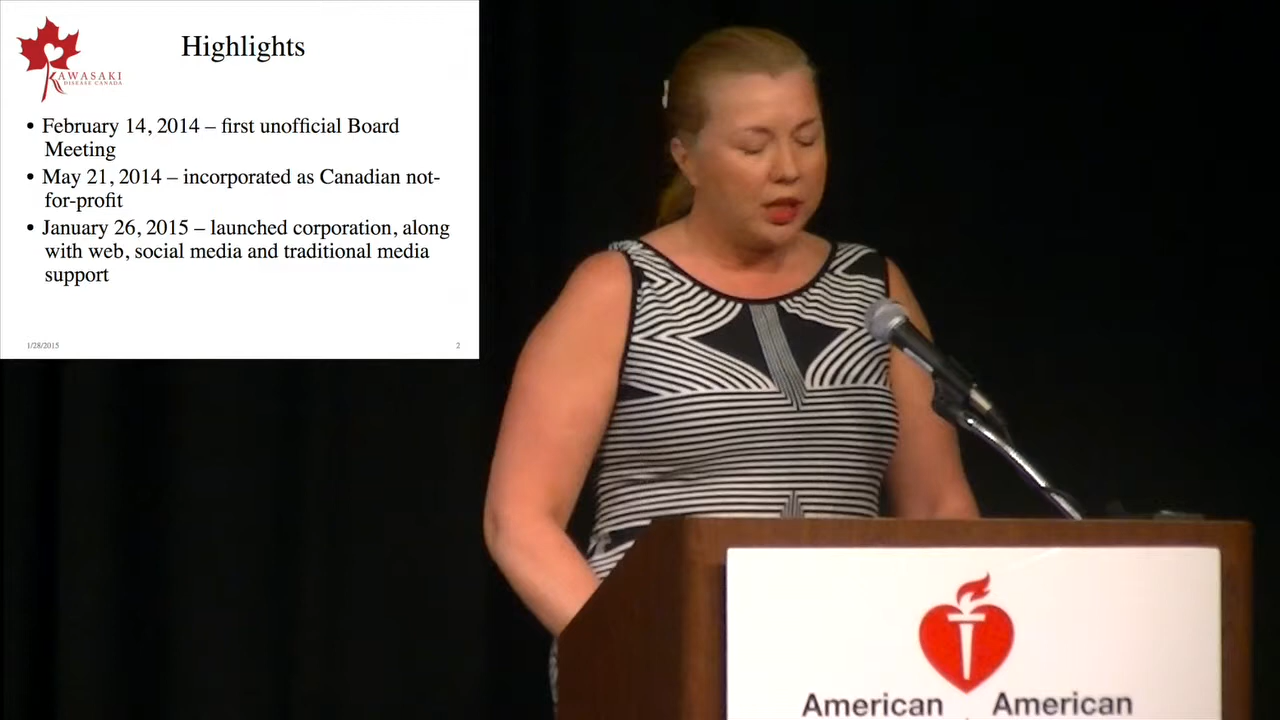 Highlights
KAWASAKI
DISEASE CANADA
• February 14, 2014 – first unofficial Board
Meeting
• May 21, 2014 – incorporated as Canadian not-
for-profit
• January 26, 2015 – launched corporation, along
with web, social media and traditional media
support
1/28/2015
2
American American